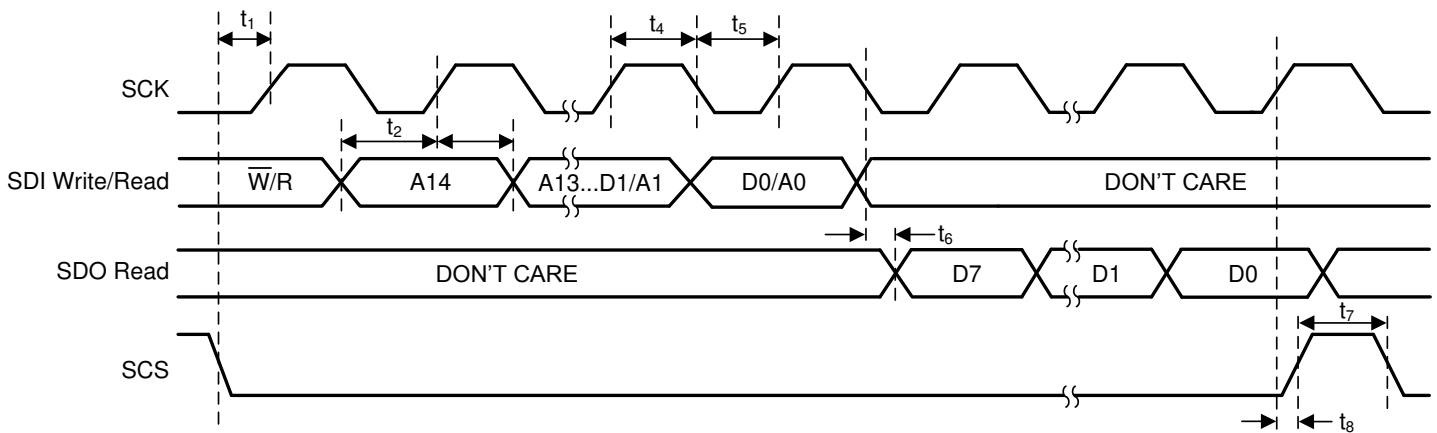 t1 t4 t5
SCK
t2
SDI Write/Read W̅/R A14 A13...D1/A1 D0/A0 DON'T CARE
t6
SDO Read DON'T CARE D7 D1 D0
t7
SCS
t8